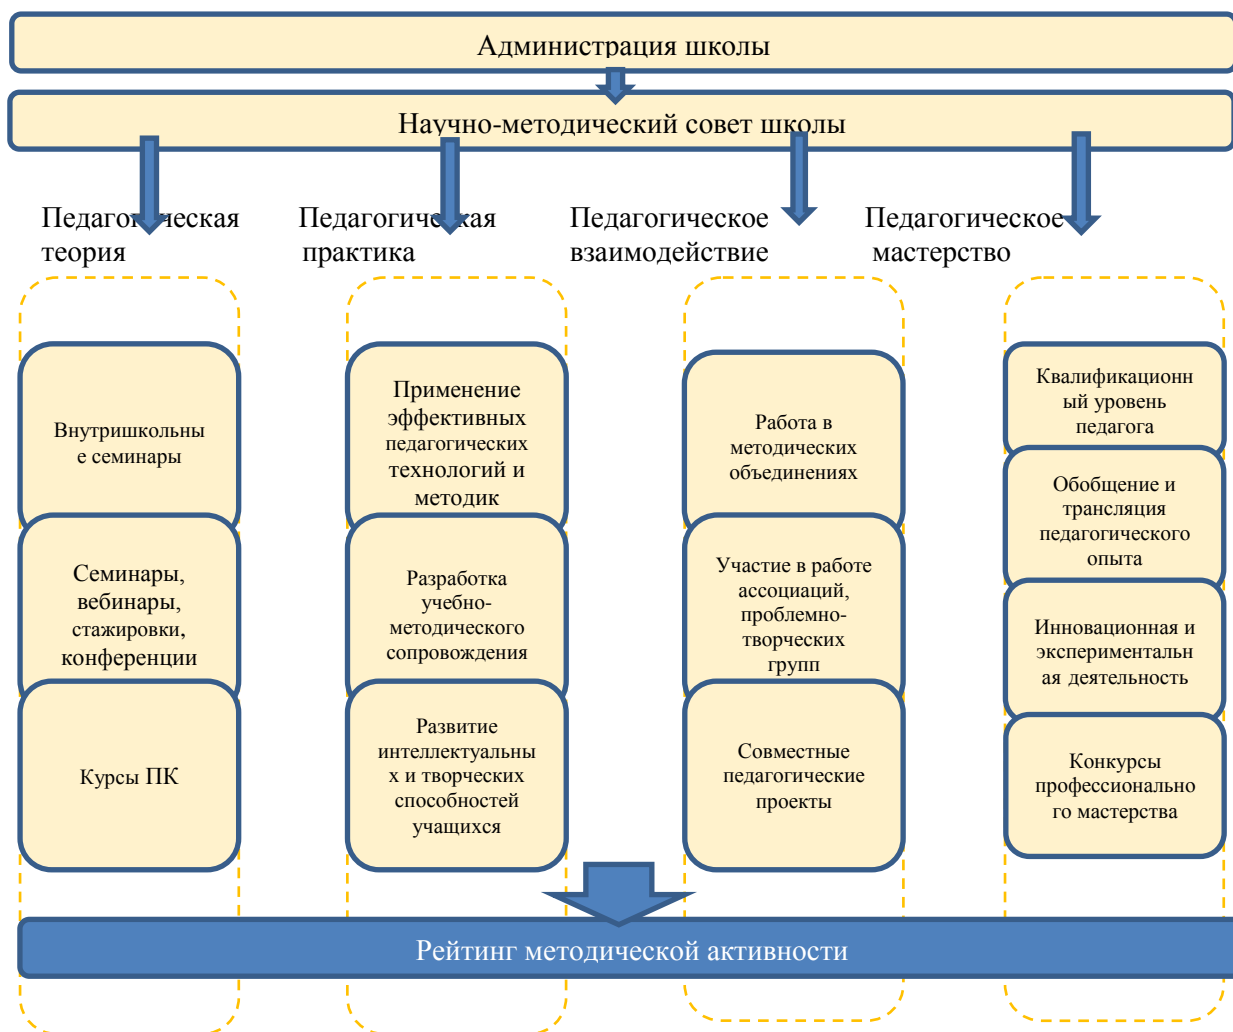 Администрация школы
Научно-методический совет школы
Педагогическая
теория
Педагогическая
практика
Педагогическое
взаимодействие
Педагогическое
мастерство
Внутришкольны
е семинары
Семинары,
вебинары,
стажировки,
конференции
Курсы ПК
Применение
эффективных
педагогических
технологий и
методик
Разработка
учебно-
методического
сопровождения
Развитие
интеллектуальны
х и творческих
способностей
учащихся
Работа в
методических
объединениях
Участие в работе
ассоциаций,
проблемно-
творческих
групп
Совместные
педагогические
проекты
Квалификационн
ый уровень
педагога
Обобщение и
трансляция
педагогического
опыта
Инновационная и
экспериментальн
ая деятельность
Конкурсы
профессионально
го мастерства
Рейтинг методической активности